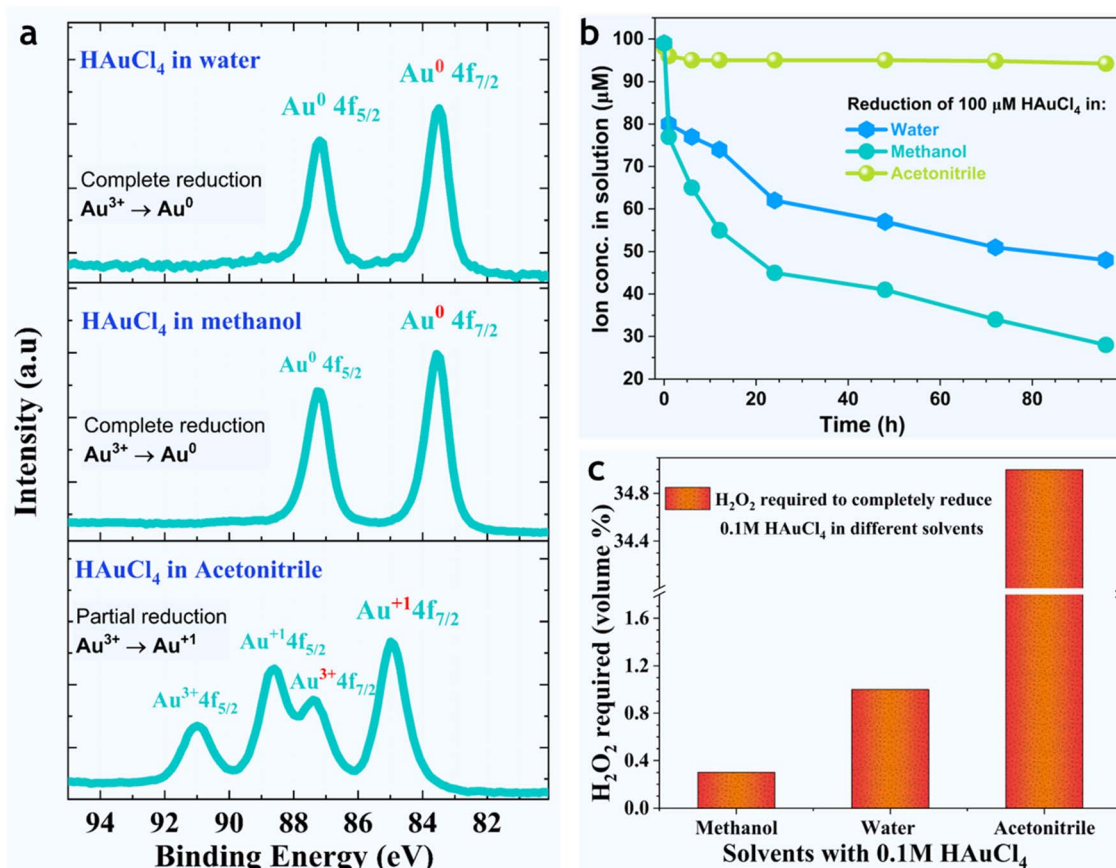 a
HAuCl₄ in water
Au⁰ 4f₇/₂
Au⁰ 4f₅/₂
Complete reduction
Au³⁺ → Au⁰
HAuCl₄ in methanol
Au⁰ 4f₇/₂
Au⁰ 4f₅/₂
Complete reduction
Au³⁺ → Au⁰
HAuCl₄ in Acetonitrile
Partial reduction
Au³⁺ → Au⁺¹
Au⁺¹4f₇/₂
Au⁺¹4f₅/₂
Au³⁺4f₇/₂
Au³⁺4f₅/₂
Intensity (a.u)
94 92 90 88 86 84 82
Binding Energy (eV)
b
100
90
80
70
60
50
40
30
20
Ion conc. in solution (µM)
Reduction of 100 µM HAuCl₄ in:
Water
Methanol
Acetonitrile
0 20 40 60 80
Time (h)
c
H₂O₂ required to completely reduce
0.1M HAuCl₄ in different solvents
34.8
34.4
1.6
1.2
0.8
0.4
0.0
H₂O₂ required (volume %)
Methanol Water Acetonitrile
Solvents with 0.1M HAuCl₄